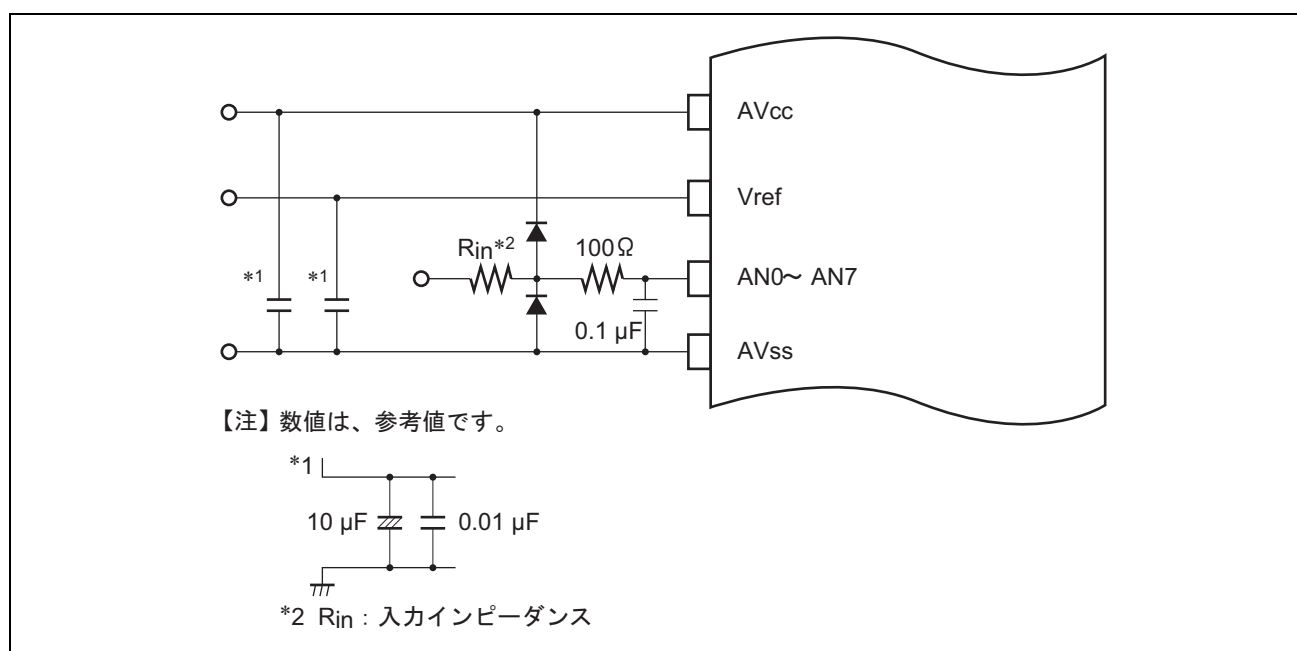 AVcc
Vref
Rin*2
100Ω
*1
*1
AN0~ AN7
0.1 μF
AVss
【注】数値は、参考値です。
*1
10 μF
0.01 μF
*2 Rin : 入力インピーダンス